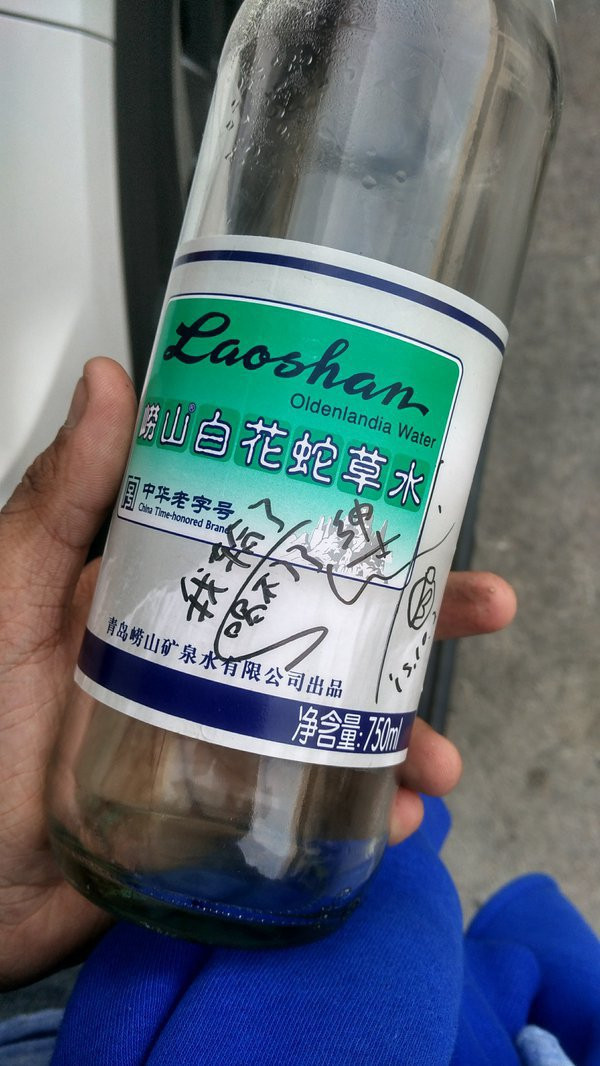 Laoshan
Oldenlandia Water
崂山®白花蛇草水
中华老字号
China Time-honored Brand
青岛崂山矿泉水有限公司出品
净含量:750ml